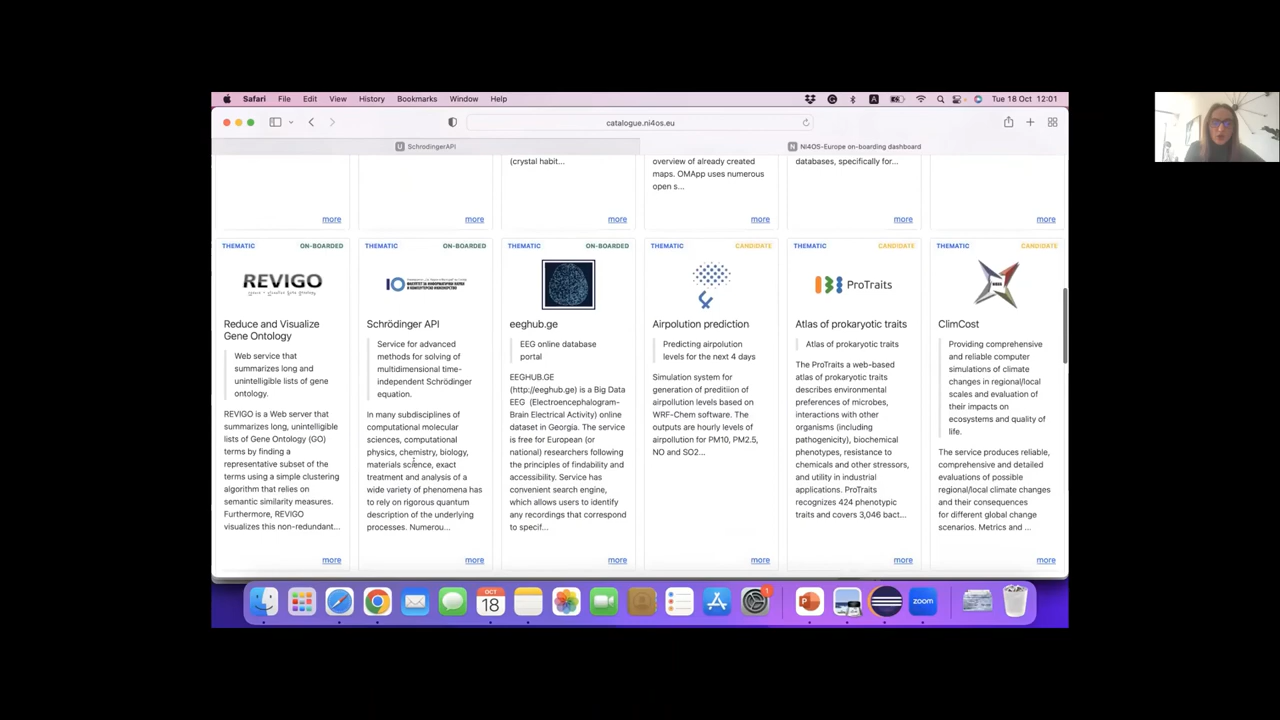 Safari File Edit View History Bookmarks Window Help
Tue 18 Oct 12:01
catalogue.ni4os.eu
SchrodingerAPI
NI4OS-Europe on-boarding dashboard
(crystal habit...
overview of already created
maps. OMApp uses numerous
open s...
databases, specifically for...
more
more
more
more
more
more
THEMATIC ON-BOARDED
REVIGO
Reduce and Visualize
Gene Ontology
Web service that
summarizes long and
unintelligible lists of gene
ontology.
REVIGO is a Web server that
summarizes long, unintelligible
lists of Gene Ontology (GO)
terms by finding a
representative subset of the
terms using a simple clustering
algorithm that relies on
semantic similarity measures.
Furthermore, REVIGO
visualizes this non-redundant...
more
THEMATIC ON-BOARDED
Schrödinger API
Service for advanced
methods for solving of
multidimensional time-
independent Schrödinger
equation.
In many subdisciplines of
computational molecular
sciences, computational
physics, chemistry, biology,
materials science, exact
treatment and analysis of a
wide variety of phenomena has
to rely on rigorous quantum
description of the underlying
processes. Numerou...
more
THEMATIC ON-BOARDED
eeghub.ge
EEG online database
portal
EEGHUB.GE
(http://eeghub.ge) is a Big Data
EEG (Electroencephalogram-
Brain Electrical Activity) online
dataset in Georgia. The service
is free for European (or
national) researchers following
the principles of findability and
accessibility. Service has
convenient search engine,
which allows users to identify
any recordings that correspond
to specif...
more
THEMATIC CANDIDATE
Airpolution prediction
Predicting airpolution
levels for the next 4 days
Simulation system for
generation of preditiion of
airpollution levels based on
WRF-Chem software. The
outputs are hourly levels of
airpollution for PM10, PM2.5,
NO and SO2...
more
THEMATIC CANDIDATE
ProTraits
Atlas of prokaryotic traits
Atlas of prokaryotic traits
The ProTraits a web-based
atlas of prokaryotic traits
describes environmental
preferences of microbes,
interactions with other
organisms (including
pathogenicity), biochemical
phenotypes, resistance to
chemicals and other stressors,
and utility in industrial
applications. ProTraits
recognizes 424 phenotypic
traits and covers 3,046 bact...
more
THEMATIC CANDIDATE
ClimCost
Providing comprehensive
and reliable computer
simulations of climate
changes in regional/local
scales and evaluation of
their impacts on
ecosystems and quality of
life.
The service produces reliable,
comprehensive and detailed
evaluations of possible
regional/local climate changes
and their consequences
for different global change
scenarios. Metrics and ...
more
OCT
18
1
zoom